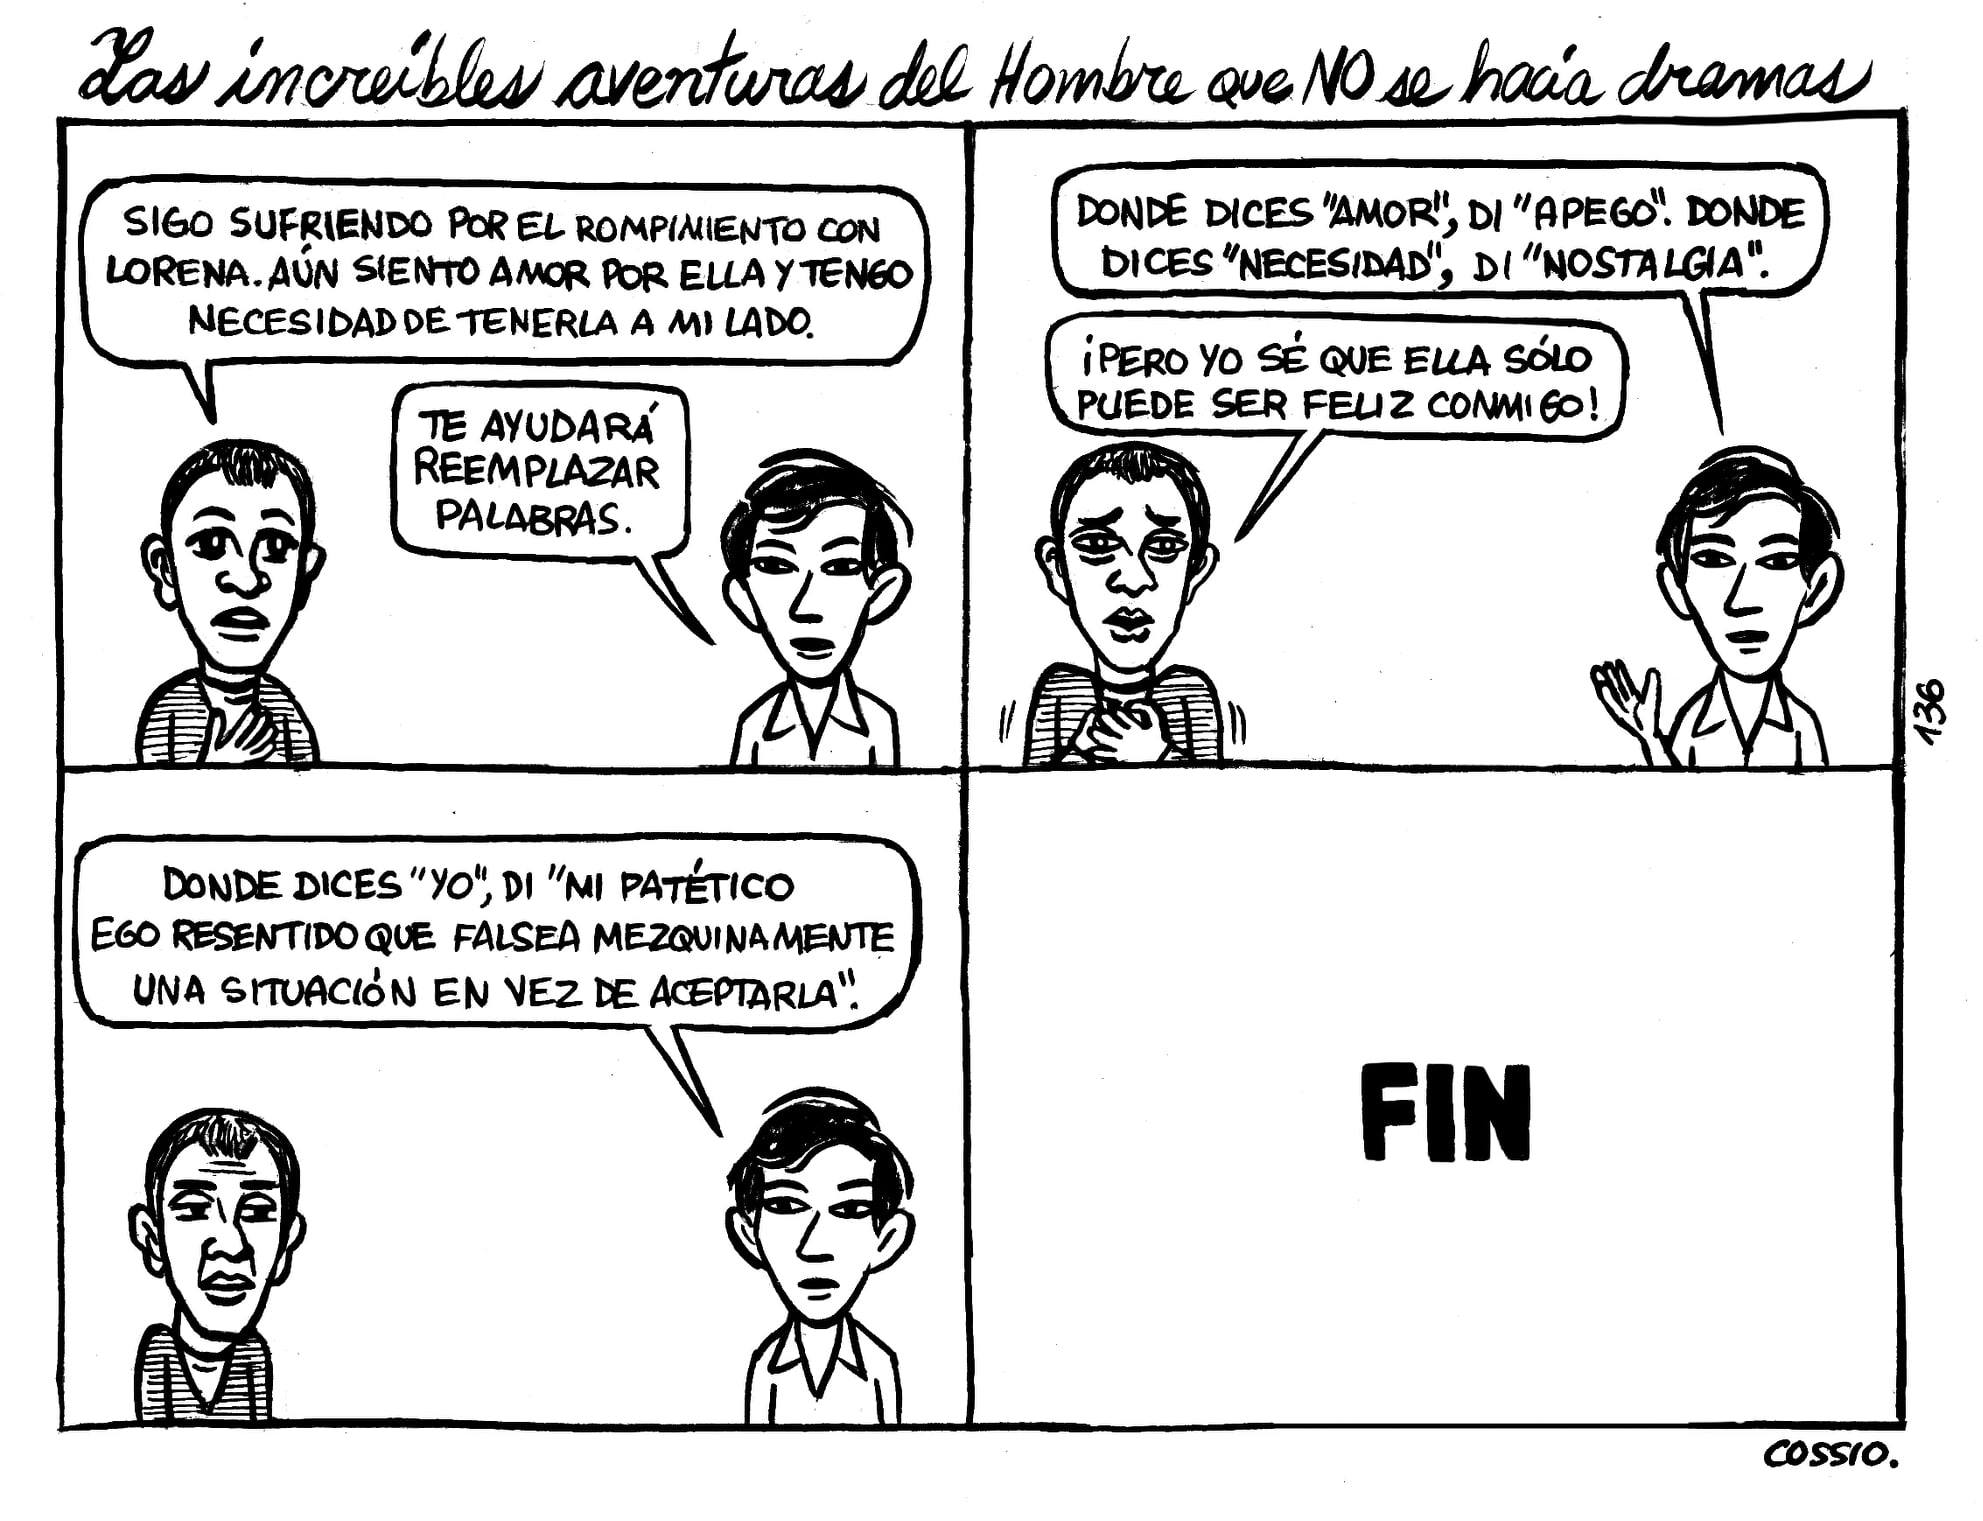 Las increíbles aventuras del Hombre que NO se hacía dramas
SIGO SUFRIENDO POR EL ROMPIMIENTO CON
LORENA. AÚN SIENTO AMOR POR ELLA Y TENGO
NECESIDAD DE TENERLA A MI LADO.
TE AYUDARÁ
REEMPLAZAR
PALABRAS.
DONDE DICES "AMOR", DI "APEGO". DONDE
DICES "NECESIDAD", DI "NOSTALGIA".
¡PERO YO SÉ QUE ELLA SÓLO
PUEDE SER FELIZ CONMIGO!
136
DONDE DICES "YO", DI "MI PATÉTICO
EGO RESENTIDO QUE FALSEA MEZQUINAMENTE
UNA SITUACIÓN EN VEZ DE ACEPTARLA".
FIN
COSSIO.